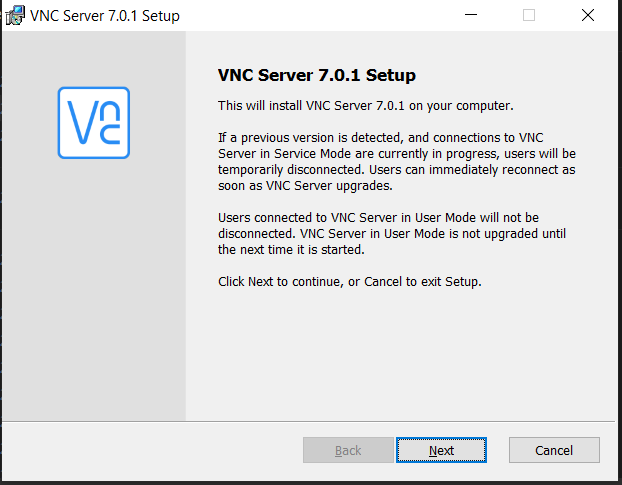 VNC Server 7.0.1 Setup
VNC Server 7.0.1 Setup
This will install VNC Server 7.0.1 on your computer.
If a previous version is detected, and connections to VNC
Server in Service Mode are currently in progress, users will be
temporarily disconnected. Users can immediately reconnect as
soon as VNC Server upgrades.
Users connected to VNC Server in User Mode will not be
disconnected. VNC Server in User Mode is not upgraded until
the next time it is started.
Click Next to continue, or Cancel to exit Setup.
Vnc
Back
Next
Cancel